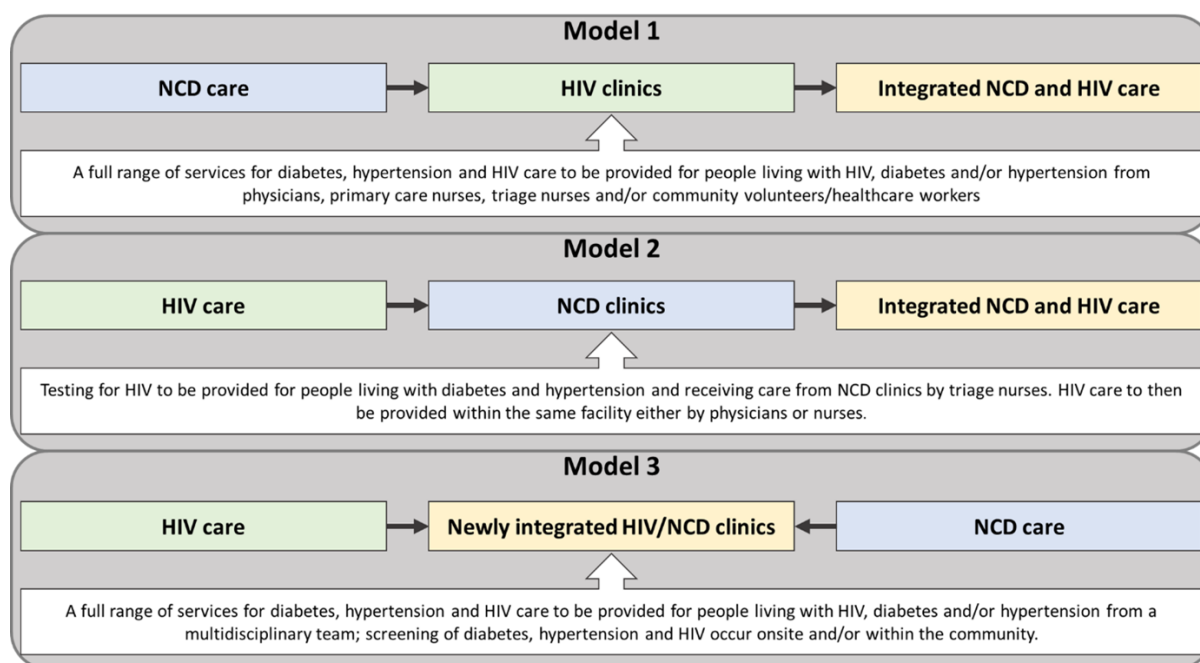 Model 1
NCD care
HIV clinics
Integrated NCD and HIV care
A full range of services for diabetes, hypertension and HIV care to be provided for people living with HIV, diabetes and/or hypertension from
physicians, primary care nurses, triage nurses and/or community volunteers/healthcare workers
Model 2
HIV care
NCD clinics
Integrated NCD and HIV care
Testing for HIV to be provided for people living with diabetes and hypertension and receiving care from NCD clinics by triage nurses. HIV care to then
be provided within the same facility either by physicians or nurses.
Model 3
HIV care
Newly integrated HIV/NCD clinics
NCD care
A full range of services for diabetes, hypertension and HIV care to be provided for people living with HIV, diabetes and/or hypertension from a
multidisciplinary team; screening of diabetes, hypertension and HIV occur onsite and/or within the community.